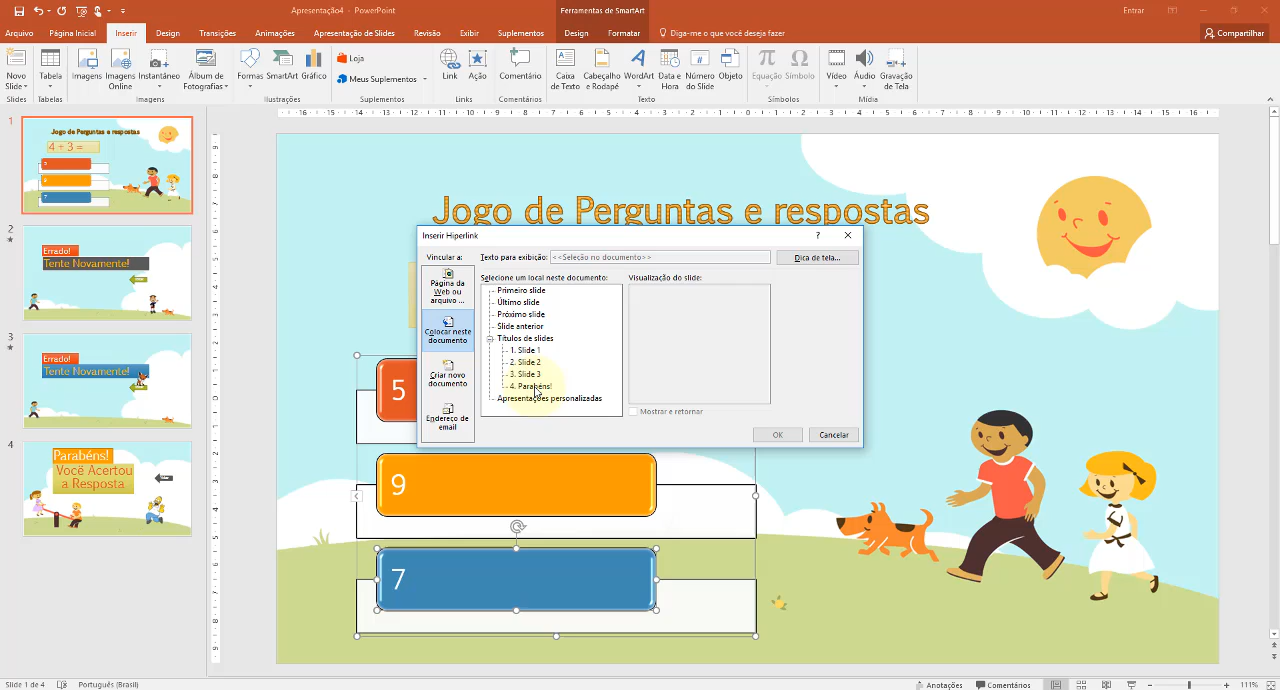 Apresentação4 - PowerPoint
Ferramentas de SmartArt
Entrar
Arquivo
Página Inicial
Inserir
Design
Transições
Animações
Apresentação de Slides
Revisão
Exibir
Suplementos
Design
Formatar
Diga-me o que você deseja fazer
Compartilhar
Novo Slide
Tabela
Imagens
Imagens Online
Instantâneo
Álbum de Fotografias
Formas
SmartArt
Gráfico
Loja
Meus Suplementos
Link
Ação
Comentário
Caixa de Texto
Cabeçalho e Rodapé
WordArt
Data e Hora
Número do Slide
Objeto
Equação
Símbolo
Vídeo
Áudio
Gravação de Tela
Slides
Tabelas
Imagens
Ilustrações
Suplementos
Links
Comentários
Texto
Símbolos
Mídia
1
Jogo de Perguntas e respostas
4 + 3 =
7
2
Errado!
Tente Novamente!
3
Errado!
Tente Novamente!
4
Parabéns!
Você Acertou
a Resposta
Jogo de Perguntas e respostas
5
9
7
Inserir Hiperlink
?
Vincular a:
Texto para exibição:
<<Seleção no documento>>
Dica de tela...
Página da Web ou arquivo ...
Colocar neste documento
Criar novo documento
Endereço de email
Selecione um local neste documento:
Primeiro slide
Último slide
Próximo slide
Slide anterior
Títulos de slides
1. Slide 1
2. Slide 2
3. Slide 3
4. Parabéns!
Apresentações personalizadas
Visualização do slide:
Mostrar e retornar
OK
Cancelar
Slide 1 de 4
Português (Brasil)
Anotações
Comentários
111%